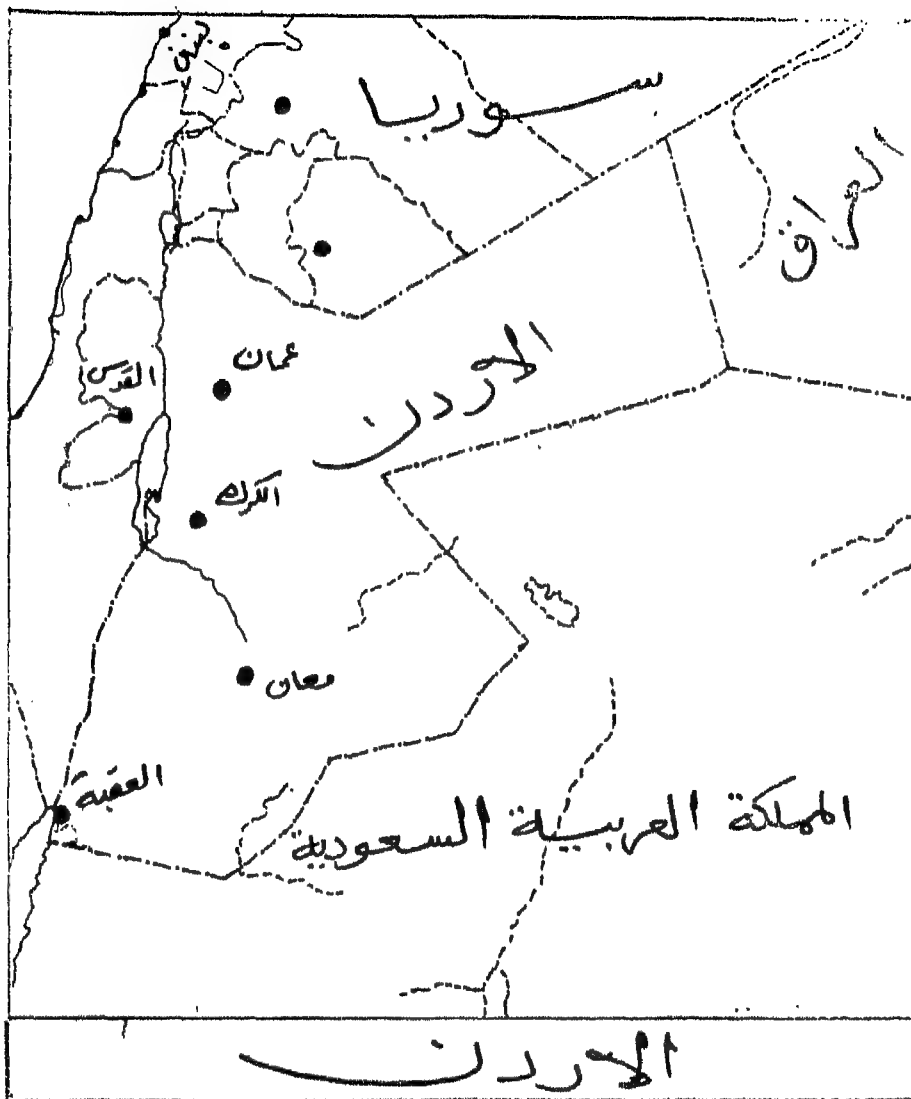 سوريا
العراق
الاردن
عمان
القدس
الكرك
معان
العقبة
المملكة العربية السعودية
الاردن